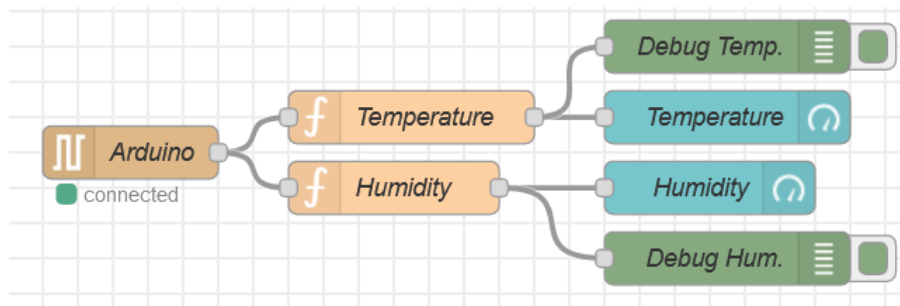 Debug Temp.
Temperature
Temperature
Arduino
connected
Humidity
Humidity
Debug Hum.